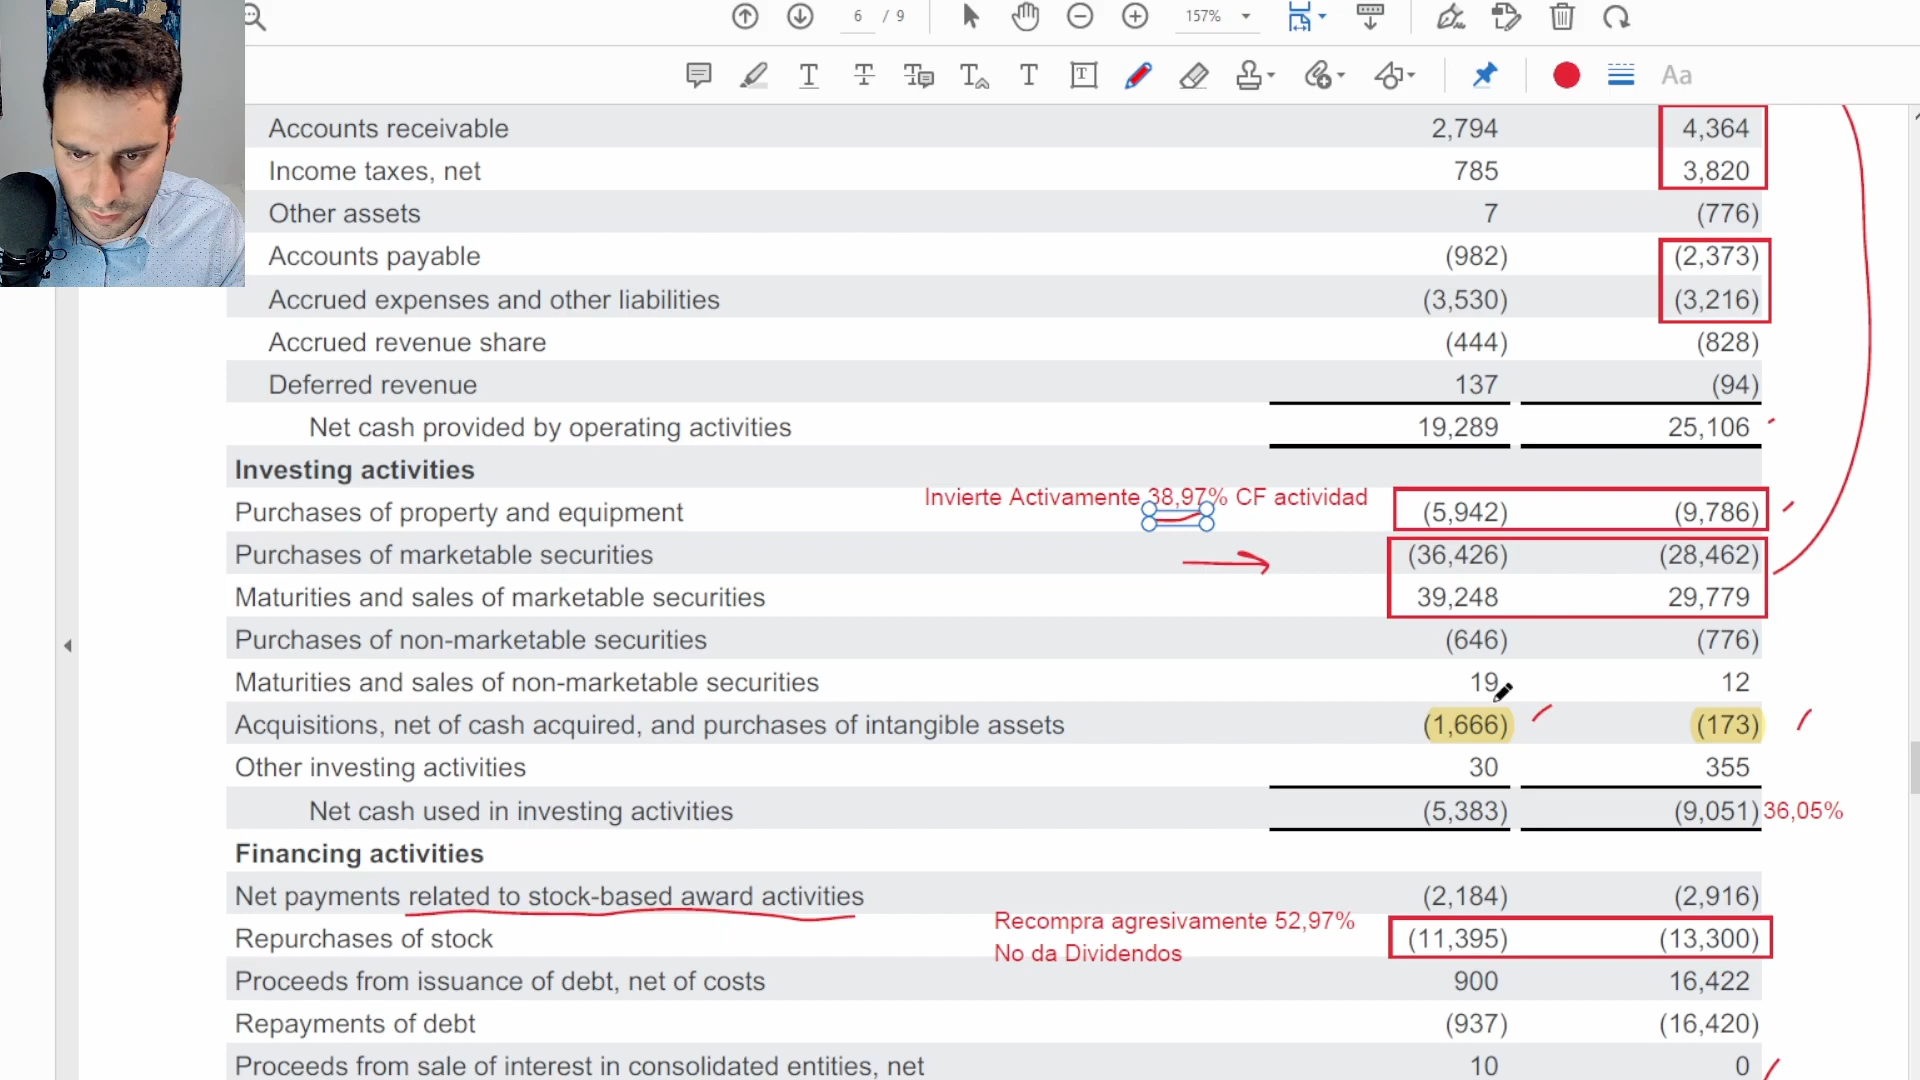 6 / 9
157%
T T T T T T Aa
Accounts receivable 2,794 4,364
Income taxes, net 785 3,820
Other assets 7 (776)
Accounts payable (982) (2,373)
Accrued expenses and other liabilities (3,530) (3,216)
Accrued revenue share (444) (828)
Deferred revenue 137 (94)
Net cash provided by operating activities 19,289 25,106
Investing activities
Invierte Activamente 38,97% CF actividad
Purchases of property and equipment (5,942) (9,786)
Purchases of marketable securities (36,426) (28,462)
Maturities and sales of marketable securities 39,248 29,779
Purchases of non-marketable securities (646) (776)
Maturities and sales of non-marketable securities 19 12
Acquisitions, net of cash acquired, and purchases of intangible assets (1,666) (173)
Other investing activities 30 355
Net cash used in investing activities (5,383) (9,051) 36,05%
Financing activities
Net payments related to stock-based award activities (2,184) (2,916)
Recompra agresivamente 52,97%
Repurchases of stock (11,395) (13,300)
No da Dividendos
Proceeds from issuance of debt, net of costs 900 16,422
Repayments of debt (937) (16,420)
Proceeds from sale of interest in consolidated entities, net 10 0